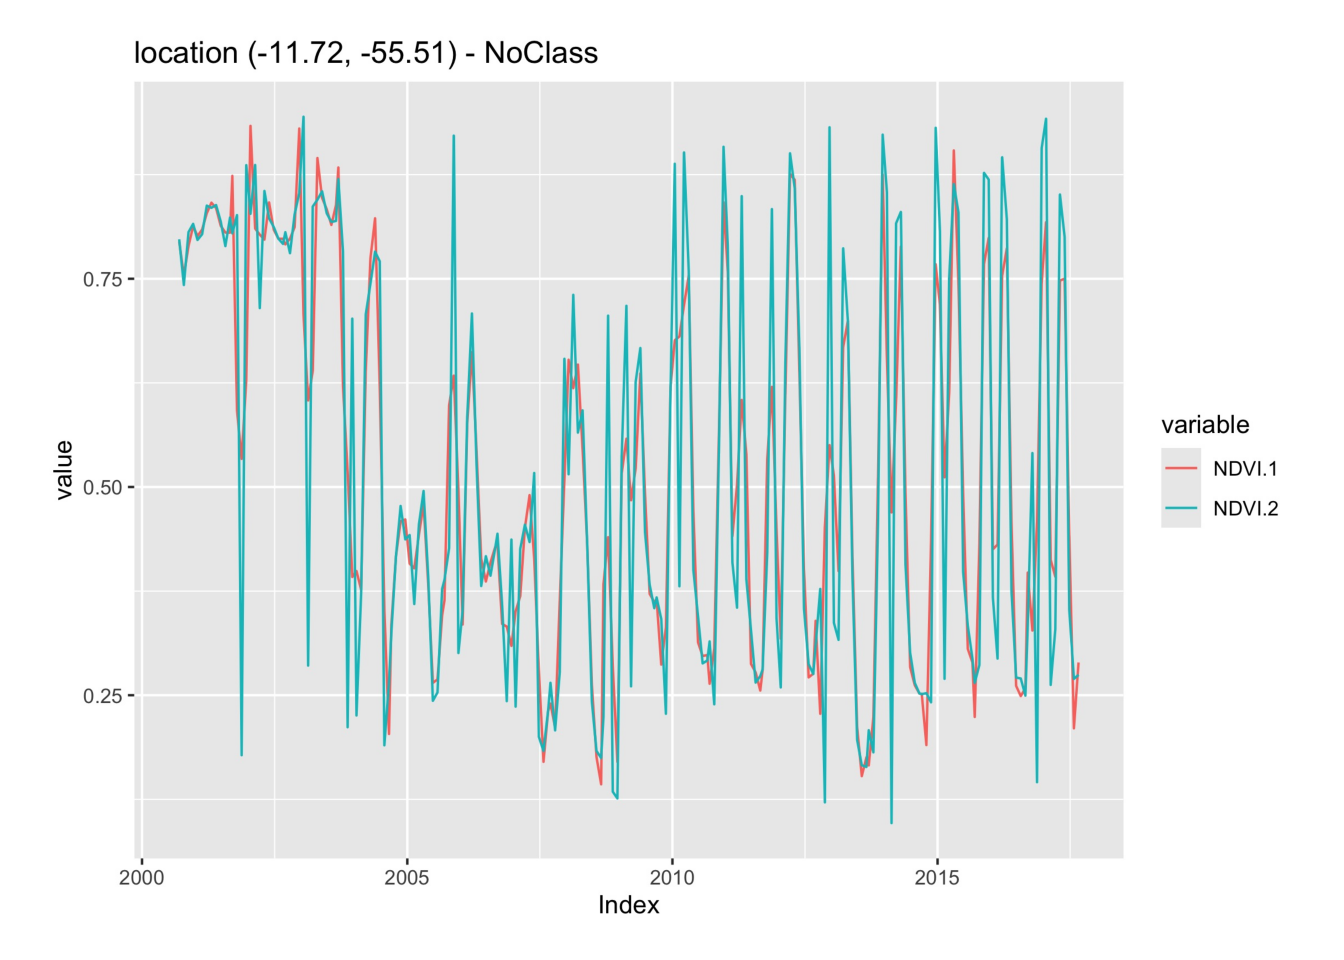 location (-11.72, -55.51) - NoClass
value
0.75
0.50
0.25
2000
2005
2010
2015
Index
variable
NDVI.1
NDVI.2